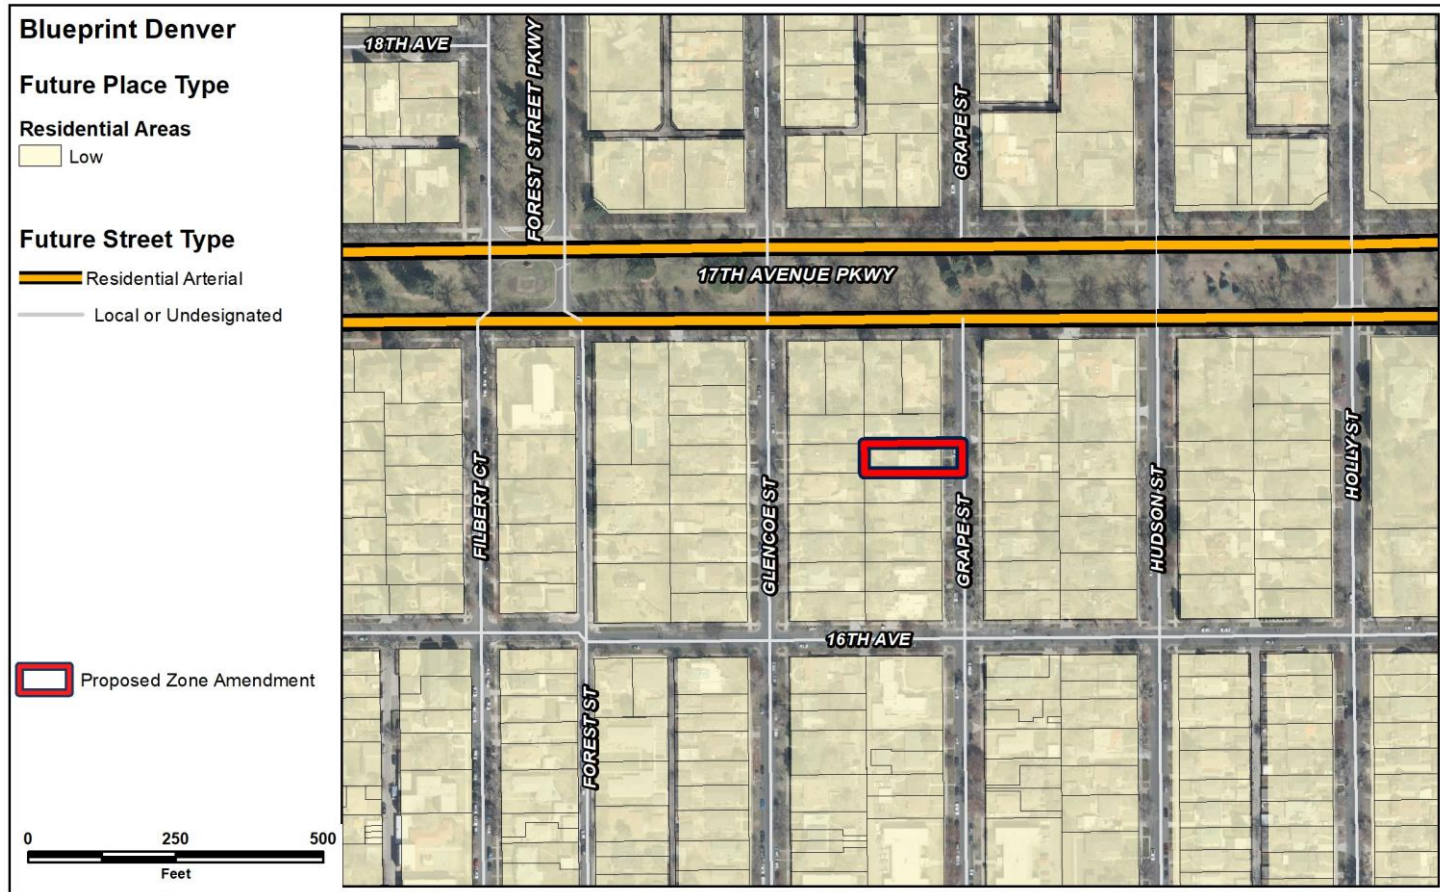 Blueprint Denver
Future Place Type
Residential Areas
Low
Future Street Type
Residential Arterial
Local or Undesignated
Proposed Zone Amendment
0 250 500
Feet
18TH AVE
FOREST STREET PKWY
GRAPE ST
17TH AVENUE PKWY
FILBERT CT
GLENCOE ST
GRAPE ST
HUDSON ST
HOLLY ST
16TH AVE
FOREST ST